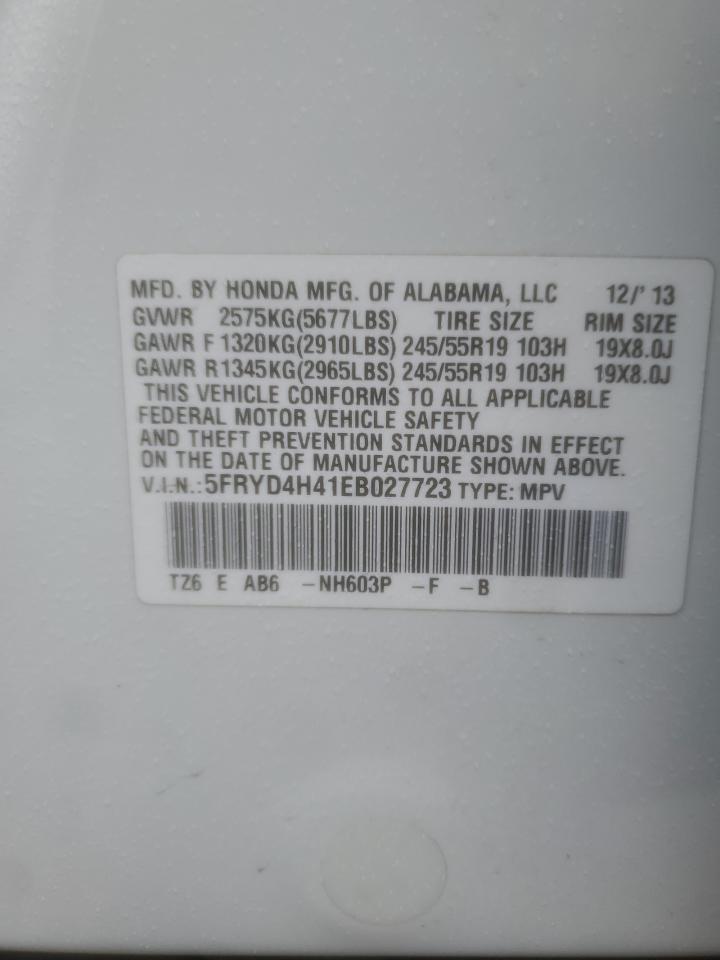 MFD. BY HONDA MFG. OF ALABAMA, LLC 12/' 13
GVWR 2575KG(5677LBS) TIRE SIZE RIM SIZE
GAWR F 1320KG(2910LBS) 245/55R19 103H 19X8.0J
GAWR R1345KG(2965LBS) 245/55R19 103H 19X8.0J
THIS VEHICLE CONFORMS TO ALL APPLICABLE
FEDERAL MOTOR VEHICLE SAFETY
AND THEFT PREVENTION STANDARDS IN EFFECT
ON THE DATE OF MANUFACTURE SHOWN ABOVE.
V.I.N.:5FRYD4H41EB027723 TYPE: MPV
TZ6 E AB6 -NH603P -F -B